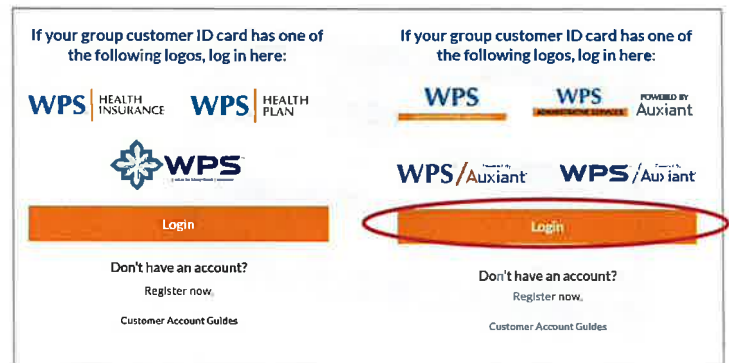 If your group customer ID card has one of
the following logos, log in here:
WPS HEALTH
INSURANCE
WPS HEALTH
PLAN
WPS
Login
Don't have an account?
Register now.
Customer Account Guides
If your group customer ID card has one of
the following logos, log in here:
WPS
WPS
ADMINISTRATIVE SERVICES
POWERED BY
Auxiant
WPS/Auxiant
WPS/Auxiant
Login
Don't have an account?
Register now.
Customer Account Guides